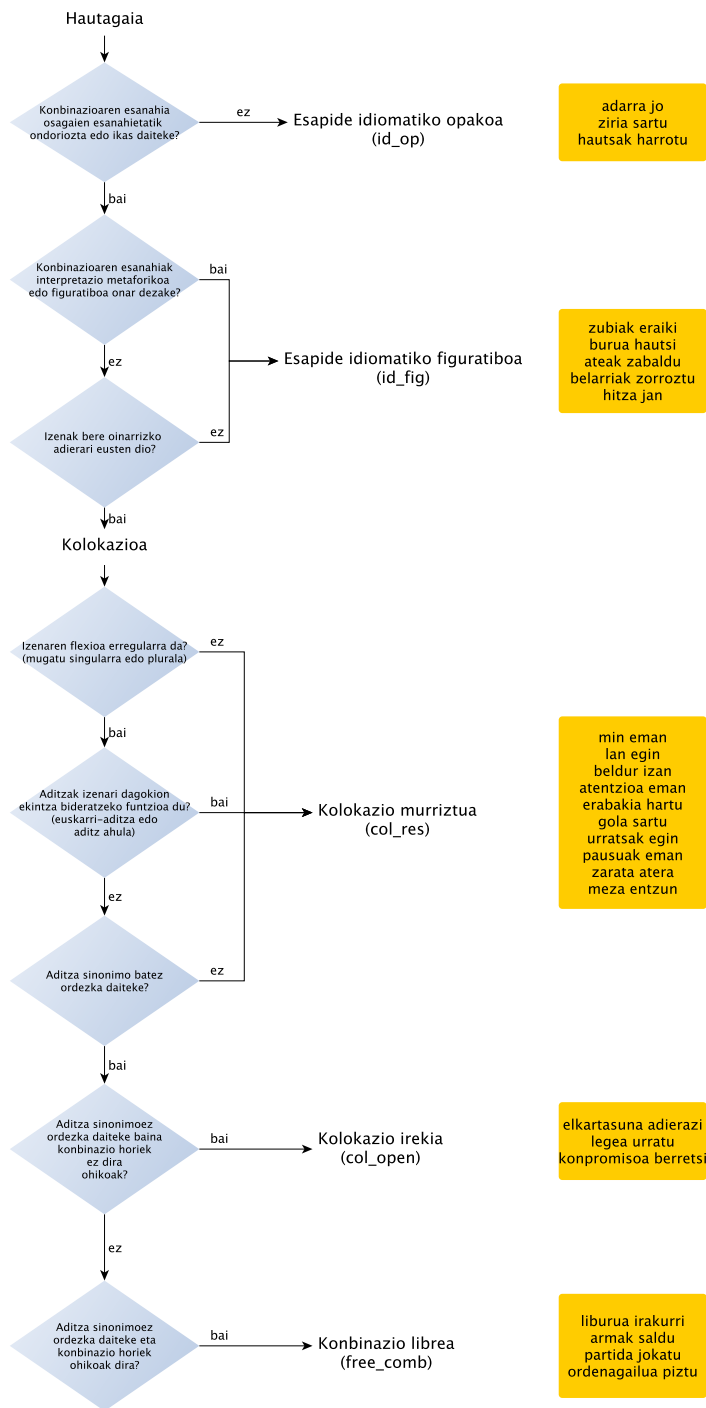 Hautagaia
Konbinazioaren esanahia
osagaien esanahietatik
ondoriozta edo ikas daiteke?
ez
Esapide idiomatiko opakoa
(id_op)
adarra jo
ziria sartu
hautsak harrotu
bai
Konbinazioaren esanahiak
interpretazio metaforikoa
edo figuratiboa onar dezake?
bai
ez
Esapide idiomatiko figuratiboa
(id_fig)
zubiak eraiki
burua hautsi
ateak zabaldu
belarriak zorroztu
hitza jan
Izenak bere oinarrizko
adierari eusten dio?
ez
bai
Kolokazioa
Izenaren flexioa erregularra da?
(mugatu singularra edo plurala)
ez
bai
Aditzak izenari dagokion
ekintza bideratzeko funtzioa du?
(euskarri-aditza edo
aditz ahula)
bai
ez
Kolokazio murriztua
(col_res)
min eman
lan egin
beldur izan
atentzioa eman
erabakia hartu
gola sartu
urratsak egin
pausuak eman
zarata atera
meza entzun
Aditza sinonimo batez
ordezka daiteke?
ez
bai
Aditza sinonimoez
ordezka daiteke baina
konbinazio horiek
ez dira
ohikoak?
bai
Kolokazio irekia
(col_open)
elkartasuna adierazi
legea urratu
konpromisoa berretsi
ez
Aditza sinonimoez
ordezka daiteke eta
konbinazio horiek
ohikoak dira?
bai
Konbinazio librea
(free_comb)
liburua irakurri
armak saldu
partida jokatu
ordenagailua piztu